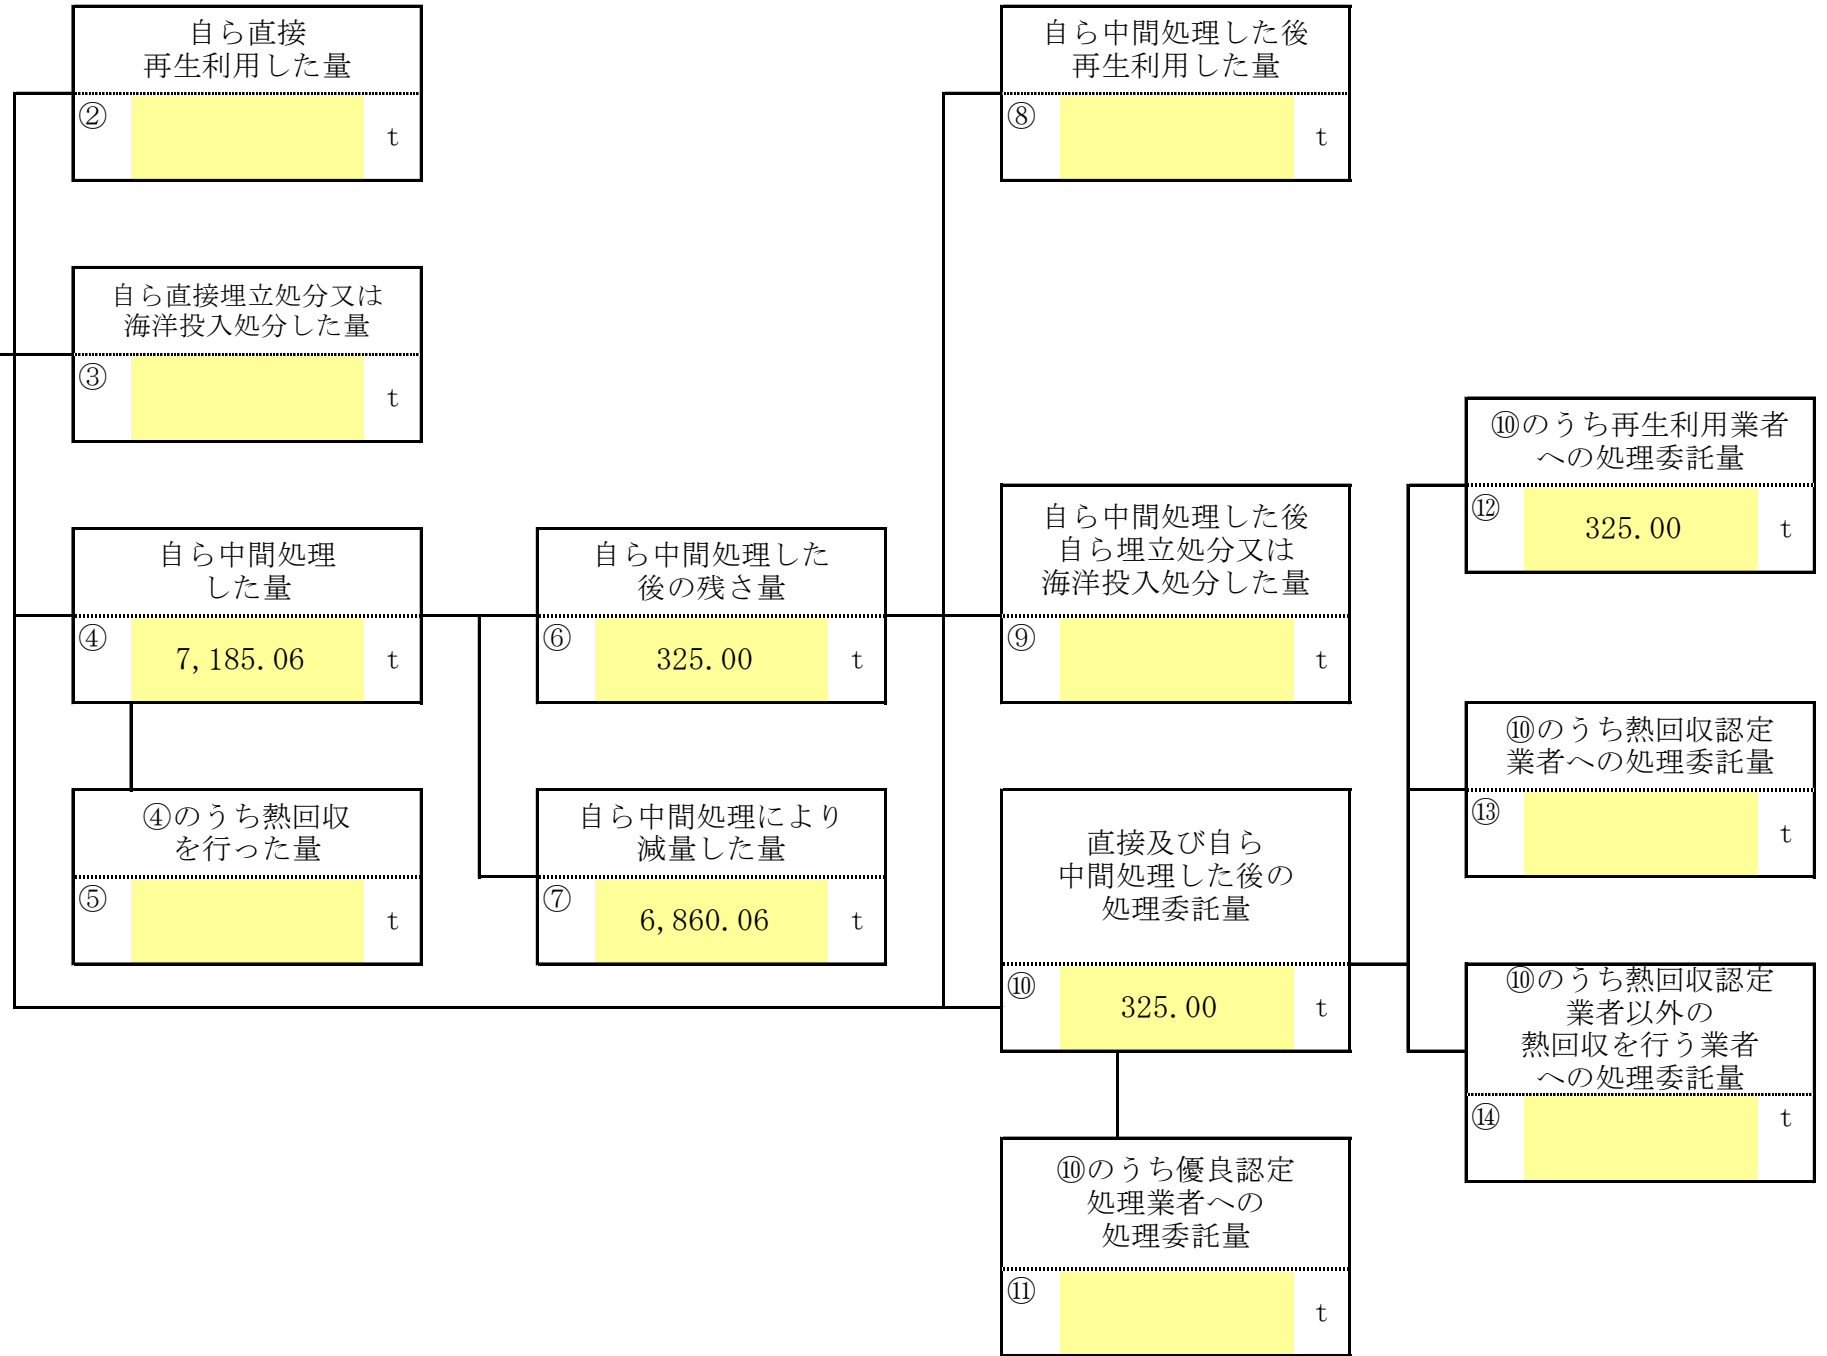 自ら直接
再生利用した量
②
t
自ら中間処理した後
再生利用した量
⑧
t
自ら直接埋立処分又は
海洋投入処分した量
③
t
⑩のうち再生利用業者
への処理委託量
⑫
325.00
t
自ら中間処理
した量
④
7,185.06
t
自ら中間処理した
後の残さ量
⑥
325.00
t
自ら中間処理した後
自ら埋立処分又は
海洋投入処分した量
⑨
t
⑩のうち熱回収認定
業者への処理委託量
⑬
t
④のうち熱回収
を行った量
⑤
t
自ら中間処理により
減量した量
⑦
6,860.06
t
直接及び自ら
中間処理した後の
処理委託量
⑩
325.00
t
⑩のうち熱回収認定
業者以外の
熱回収を行う業者
への処理委託量
⑭
t
⑩のうち優良認定
処理業者への
処理委託量
⑪
t